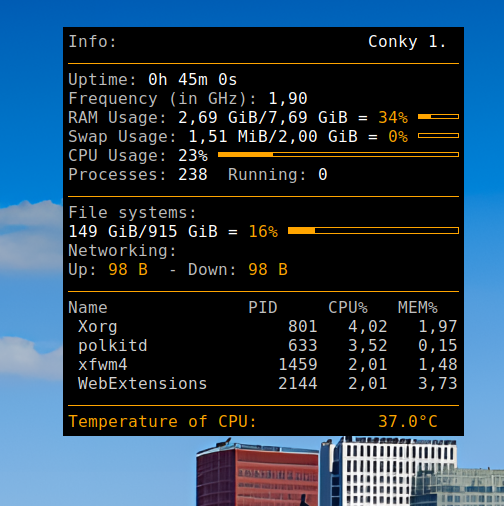 Info: Conky 1.
Uptime: 0h 45m 0s
Frequency (in GHz): 1,90
RAM Usage: 2,69 GiB/7,69 GiB = 34%
Swap Usage: 1,51 MiB/2,00 GiB = 0%
CPU Usage: 23%
Processes: 238 Running: 0
File systems:
149 GiB/915 GiB = 16%
Networking:
Up: 98 B - Down: 98 B
Name PID CPU% MEM%
Xorg 801 4,02 1,97
polkitd 633 3,52 0,15
xfwm4 1459 2,01 1,48
WebExtensions 2144 2,01 3,73
Temperature of CPU: 37.0°C